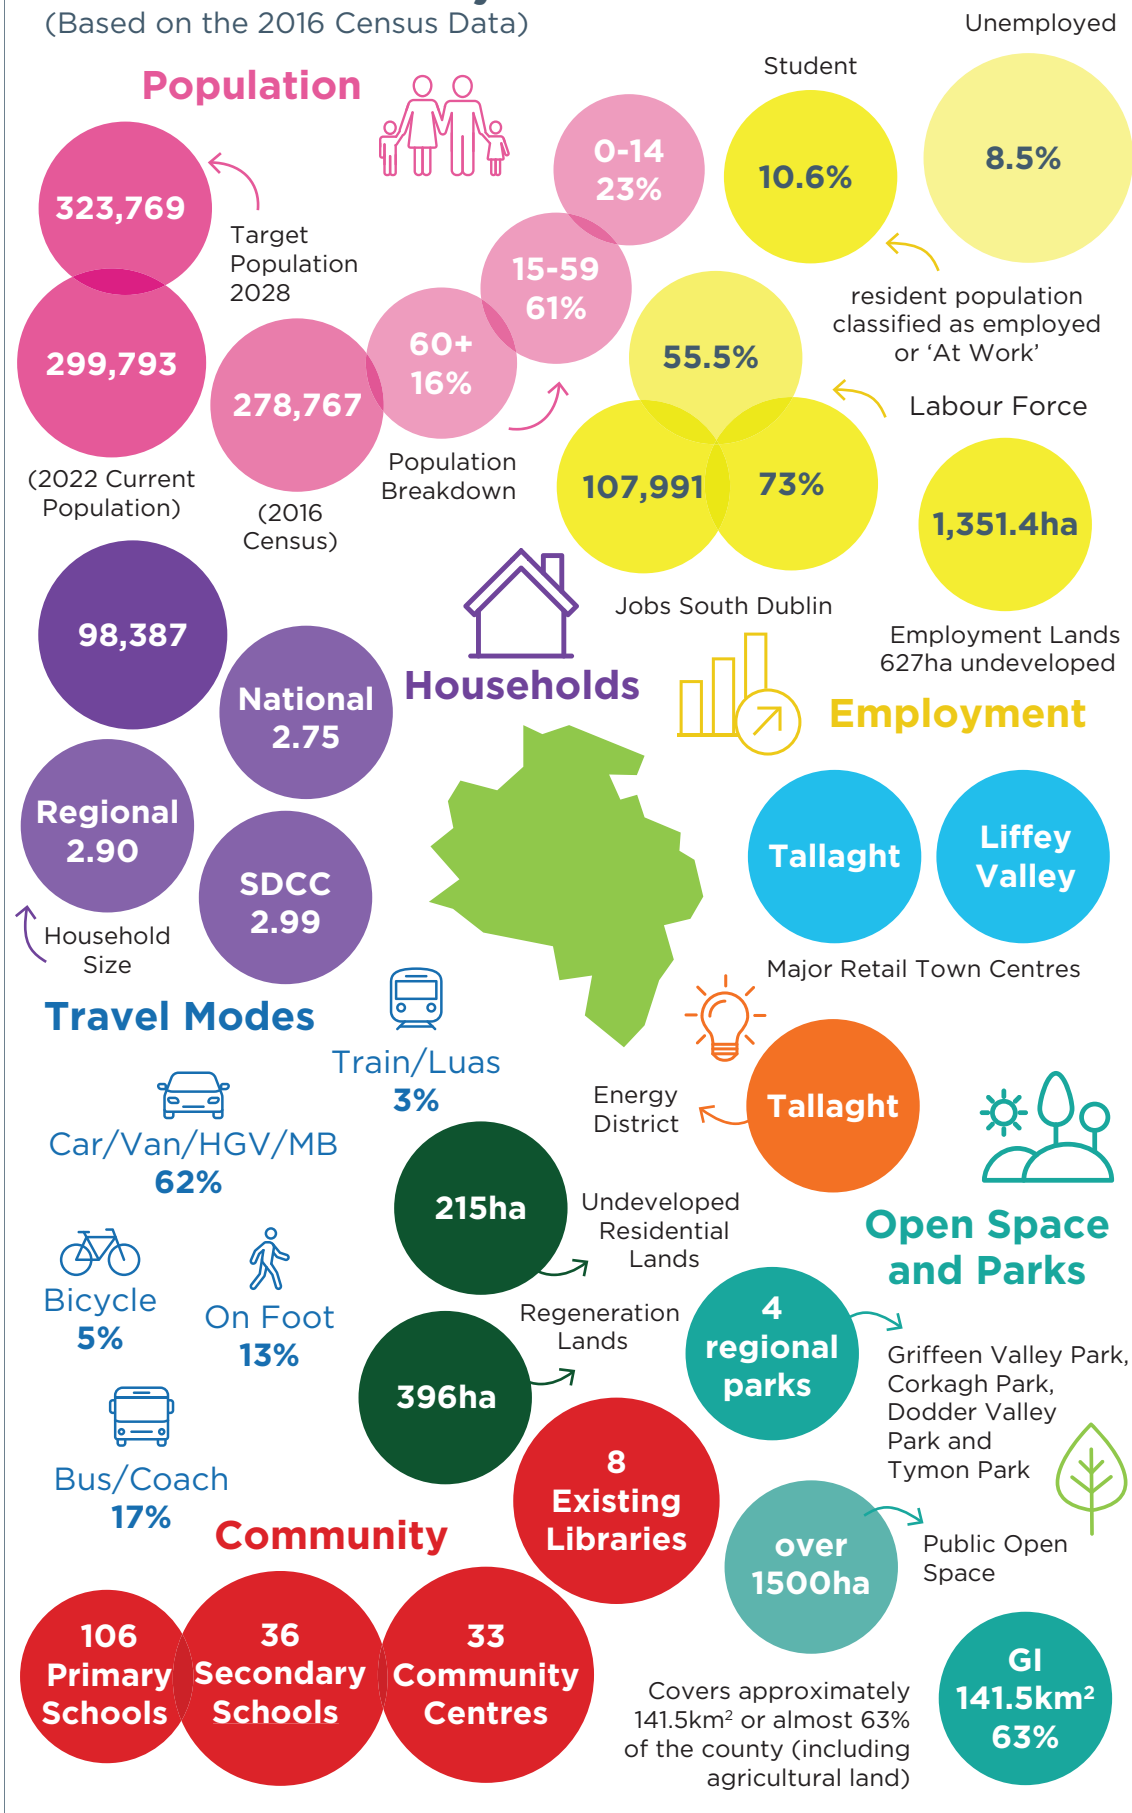 (Based on the 2016 Census Data)
Population
323,769
Target
Population
2028
299,793
(2022 Current
Population)
278,767
(2016
Census)
60+
16%
15-59
61%
0-14
23%
Population
Breakdown
Student
10.6%
Unemployed
8.5%
resident population
classified as employed
or ‘At Work’
55.5%
Labour Force
107,991
73%
Jobs South Dublin
1,351.4ha
Employment Lands
627ha undeveloped
Employment
Households
98,387
National
2.75
Regional
2.90
SDCC
2.99
Household
Size
Tallaght
Liffey
Valley
Major Retail Town Centres
Travel Modes
Train/Luas
3%
Car/Van/HGV/MB
62%
Bicycle
5%
On Foot
13%
Bus/Coach
17%
Energy
District
Tallaght
215ha
Undeveloped
Residential
Lands
Regeneration
Lands
396ha
Open Space
and Parks
4
regional
parks
Griffeen Valley Park,
Corkagh Park,
Dodder Valley
Park and
Tymon Park
over
1500ha
Public Open
Space
Community
8
Existing
Libraries
106
Primary
Schools
36
Secondary
Schools
33
Community
Centres
Covers approximately
141.5km² or almost 63%
of the county (including
agricultural land)
GI
141.5km²
63%